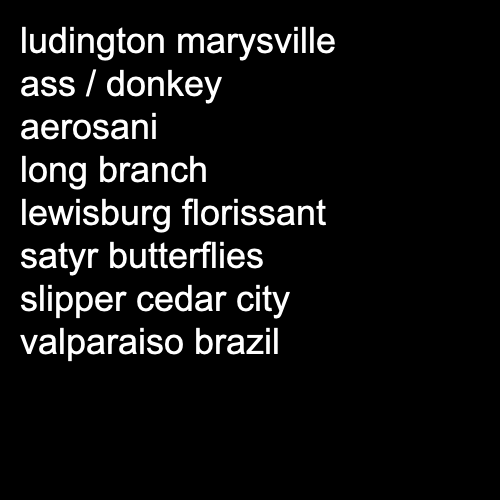 ludington marysville
ass / donkey
aerosani
long branch
lewisburg florissant
satyr butterflies
slipper cedar city
valparaiso brazil